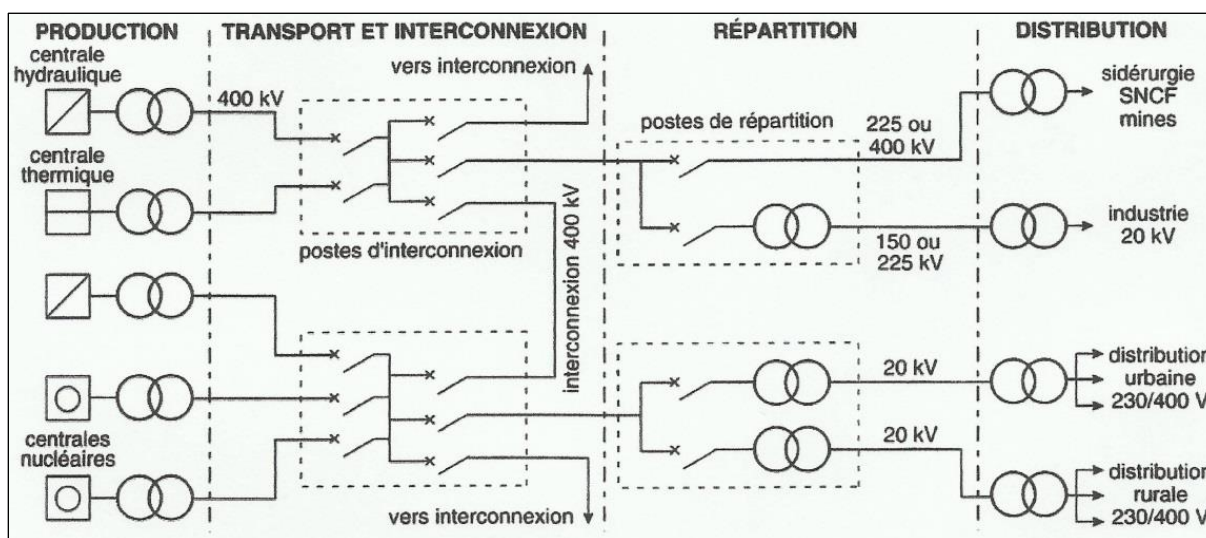 PRODUCTION
TRANSPORT ET INTERCONNEXION
RÉPARTITION
DISTRIBUTION
centrale
hydraulique
400 kV
vers interconnexion
sidérurgie
SNCF
mines
postes de répartition
225 ou
400 kV
centrale
thermique
postes d'interconnexion
interconnexion 400 kV
150 ou
225 kV
industrie
20 kV
20 kV
distribution
urbaine
230/400 V
centrales
nucléaires
20 kV
distribution
rurale
230/400 V
vers interconnexion